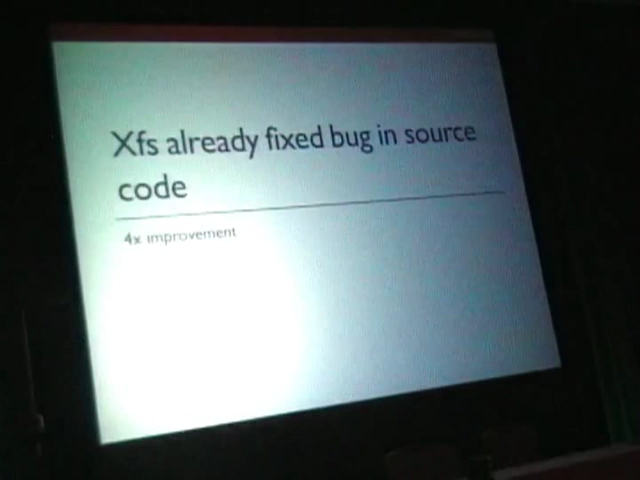 Xfs already fixed bug in source
code
4x improvement